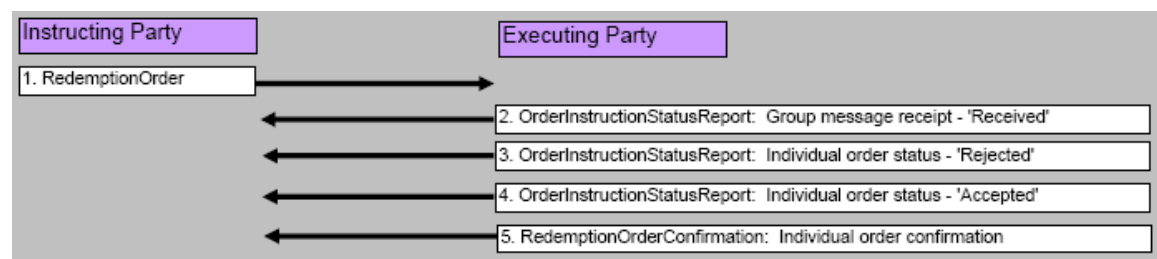 Instructing Party
Executing Party
1. RedemptionOrder
2. OrderInstructionStatusReport: Group message receipt - 'Received'
3. OrderInstructionStatusReport: Individual order status - 'Rejected'
4. OrderInstructionStatusReport: Individual order status - 'Accepted'
5. RedemptionOrderConfirmation: Individual order confirmation